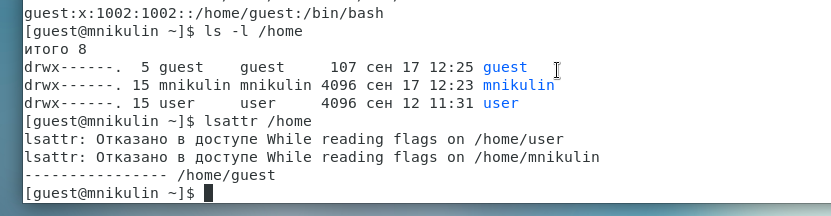 guest:x:1002:1002::/home/guest:/bin/bash
[guest@mnikulin ~]$ ls -l /home
итого 8
drwx------.  5 guest    guest     107 сен 17 12:25 guest
drwx------. 15 mnikulin mnikulin 4096 сен 17 12:23 mnikulin
drwx------. 15 user     user     4096 сен 12 11:31 user
[guest@mnikulin ~]$ lsattr /home
lsattr: Отказано в доступе While reading flags on /home/user
lsattr: Отказано в доступе While reading flags on /home/mnikulin
---------------- /home/guest
[guest@mnikulin ~]$